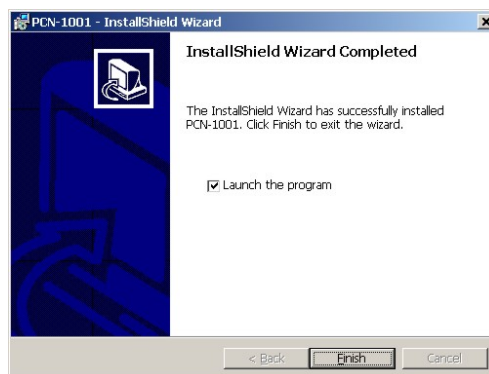 PCN-1001 - InstallShield Wizard
InstallShield Wizard Completed
The InstallShield Wizard has successfully installed
PCN-1001. Click Finish to exit the wizard.
Launch the program
< Back Finish Cancel